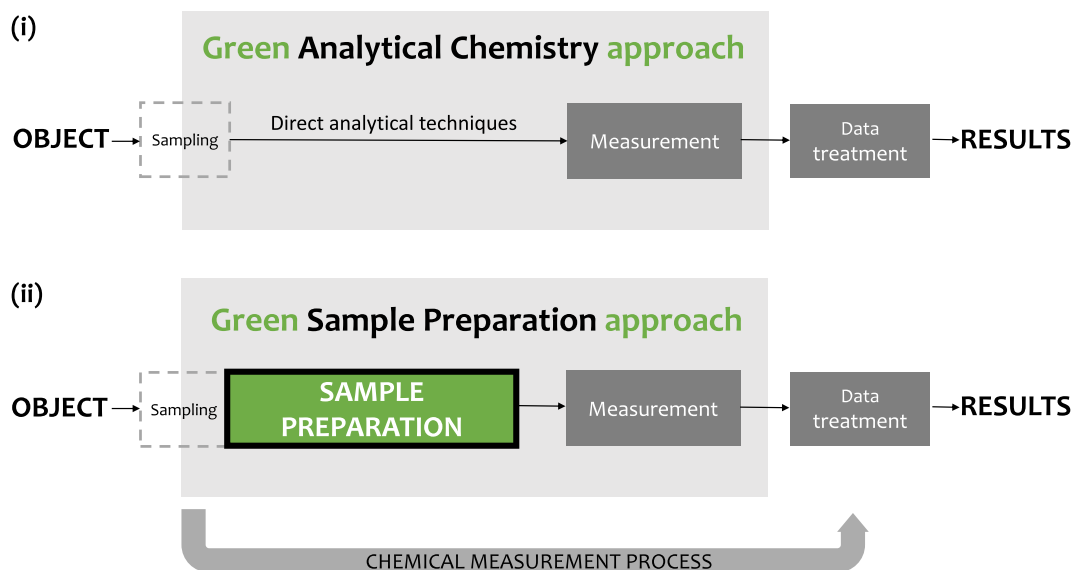 (i)
Green Analytical Chemistry approach
OBJECT
Sampling
Direct analytical techniques
Measurement
Data
treatment
RESULTS
(ii)
Green Sample Preparation approach
OBJECT
Sampling
SAMPLE
PREPARATION
Measurement
Data
treatment
RESULTS
CHEMICAL MEASUREMENT PROCESS